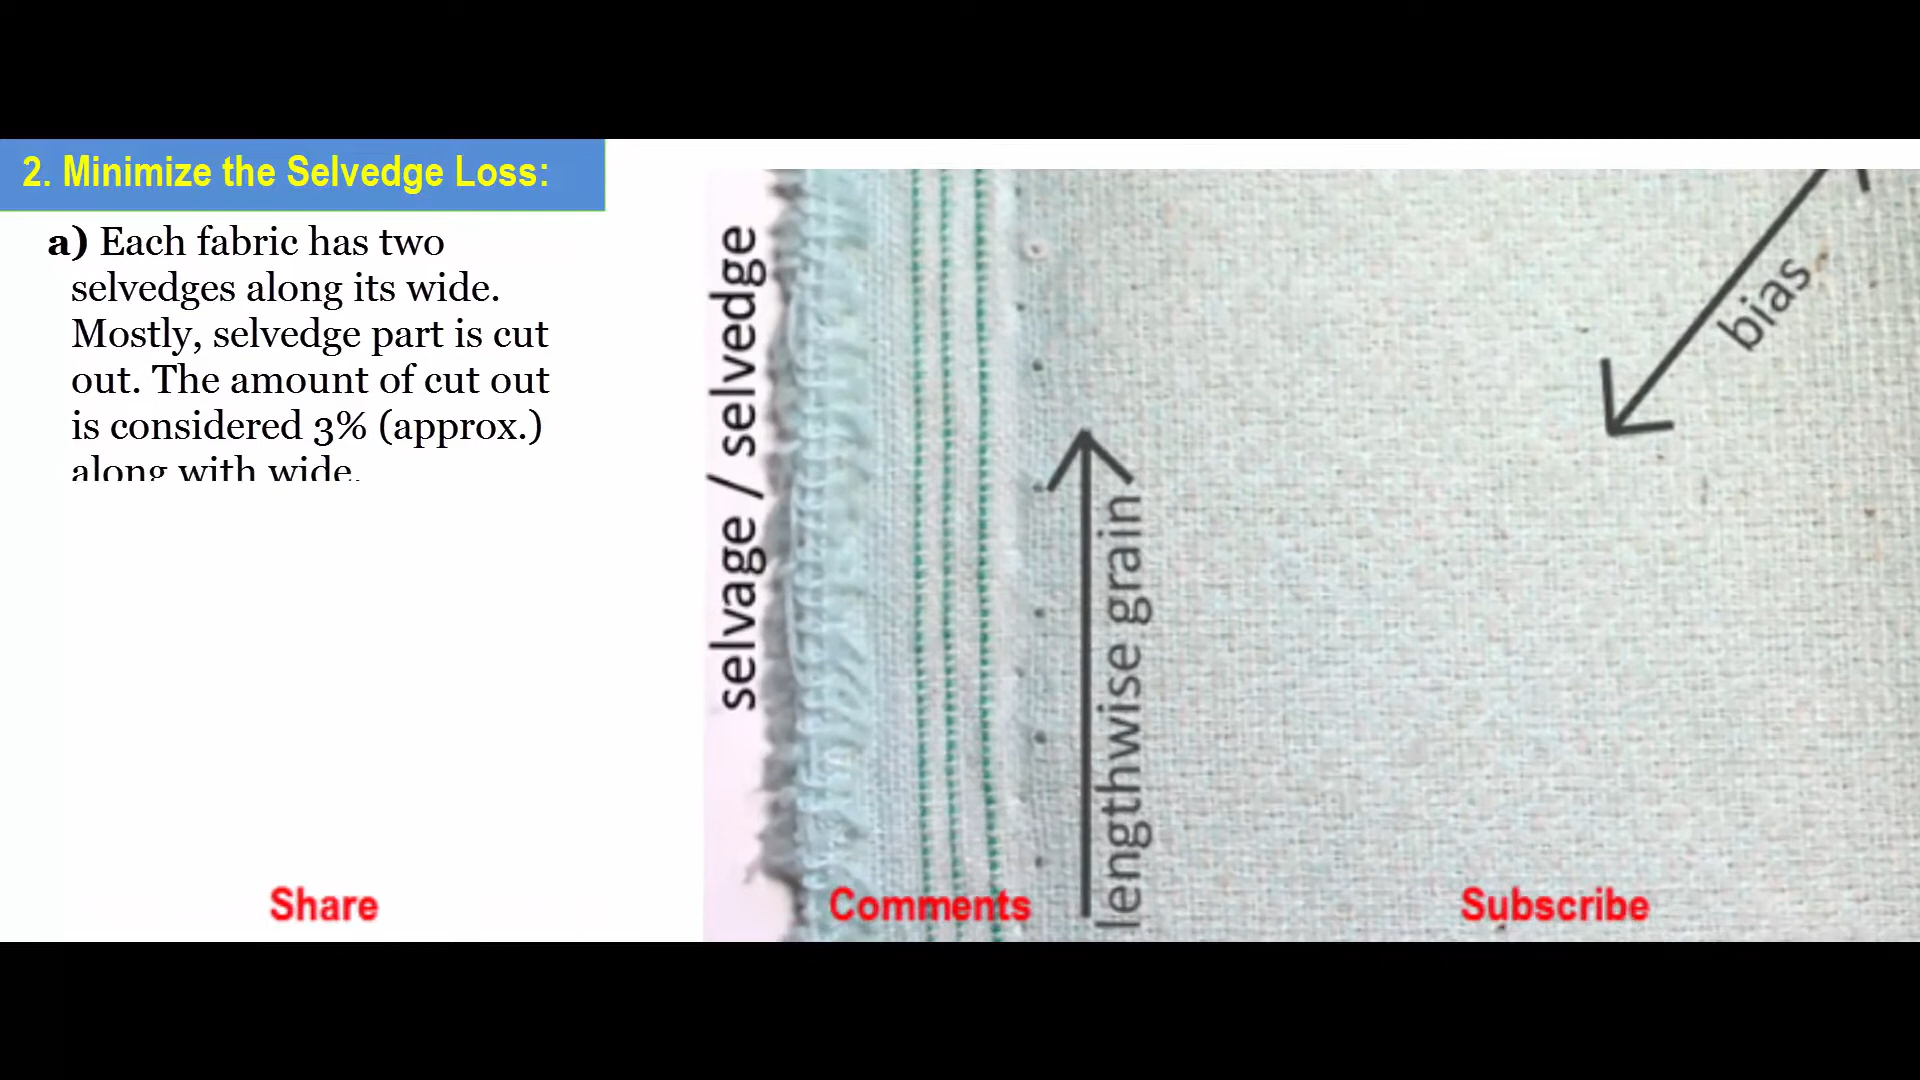 2. Minimize the Selvedge Loss:
a) Each fabric has two
selvedges along its wide.
Mostly, selvedge part is cut
out. The amount of cut out
is considered 3% (approx.)
along with wide.
selvage / selvedge
lengthwise grain
bias
Share
Comments
Subscribe